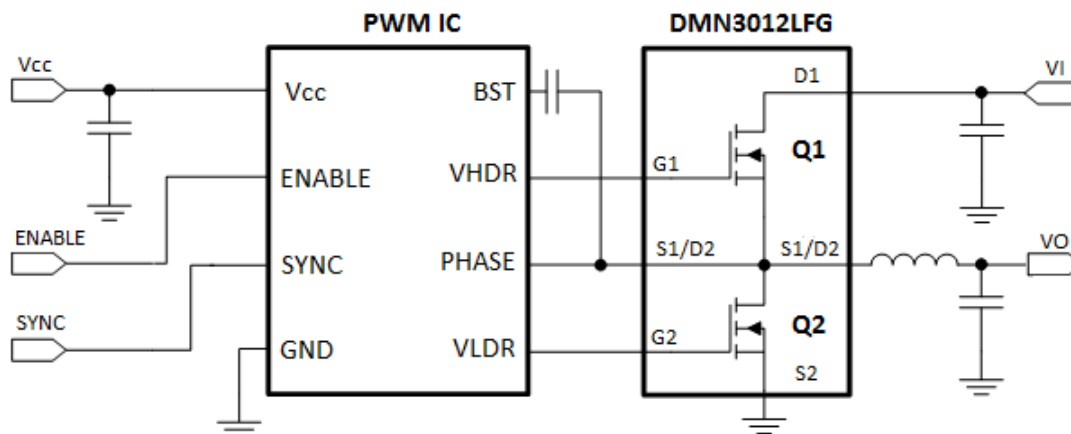 PWM IC
DMN3012LFG
Vcc
Vcc
BST
D1
VI
Q1
ENABLE
VHDR
G1
ENABLE
SYNC
PHASE
S1/D2
S1/D2
VO
SYNC
GND
VLDR
G2
Q2
S2